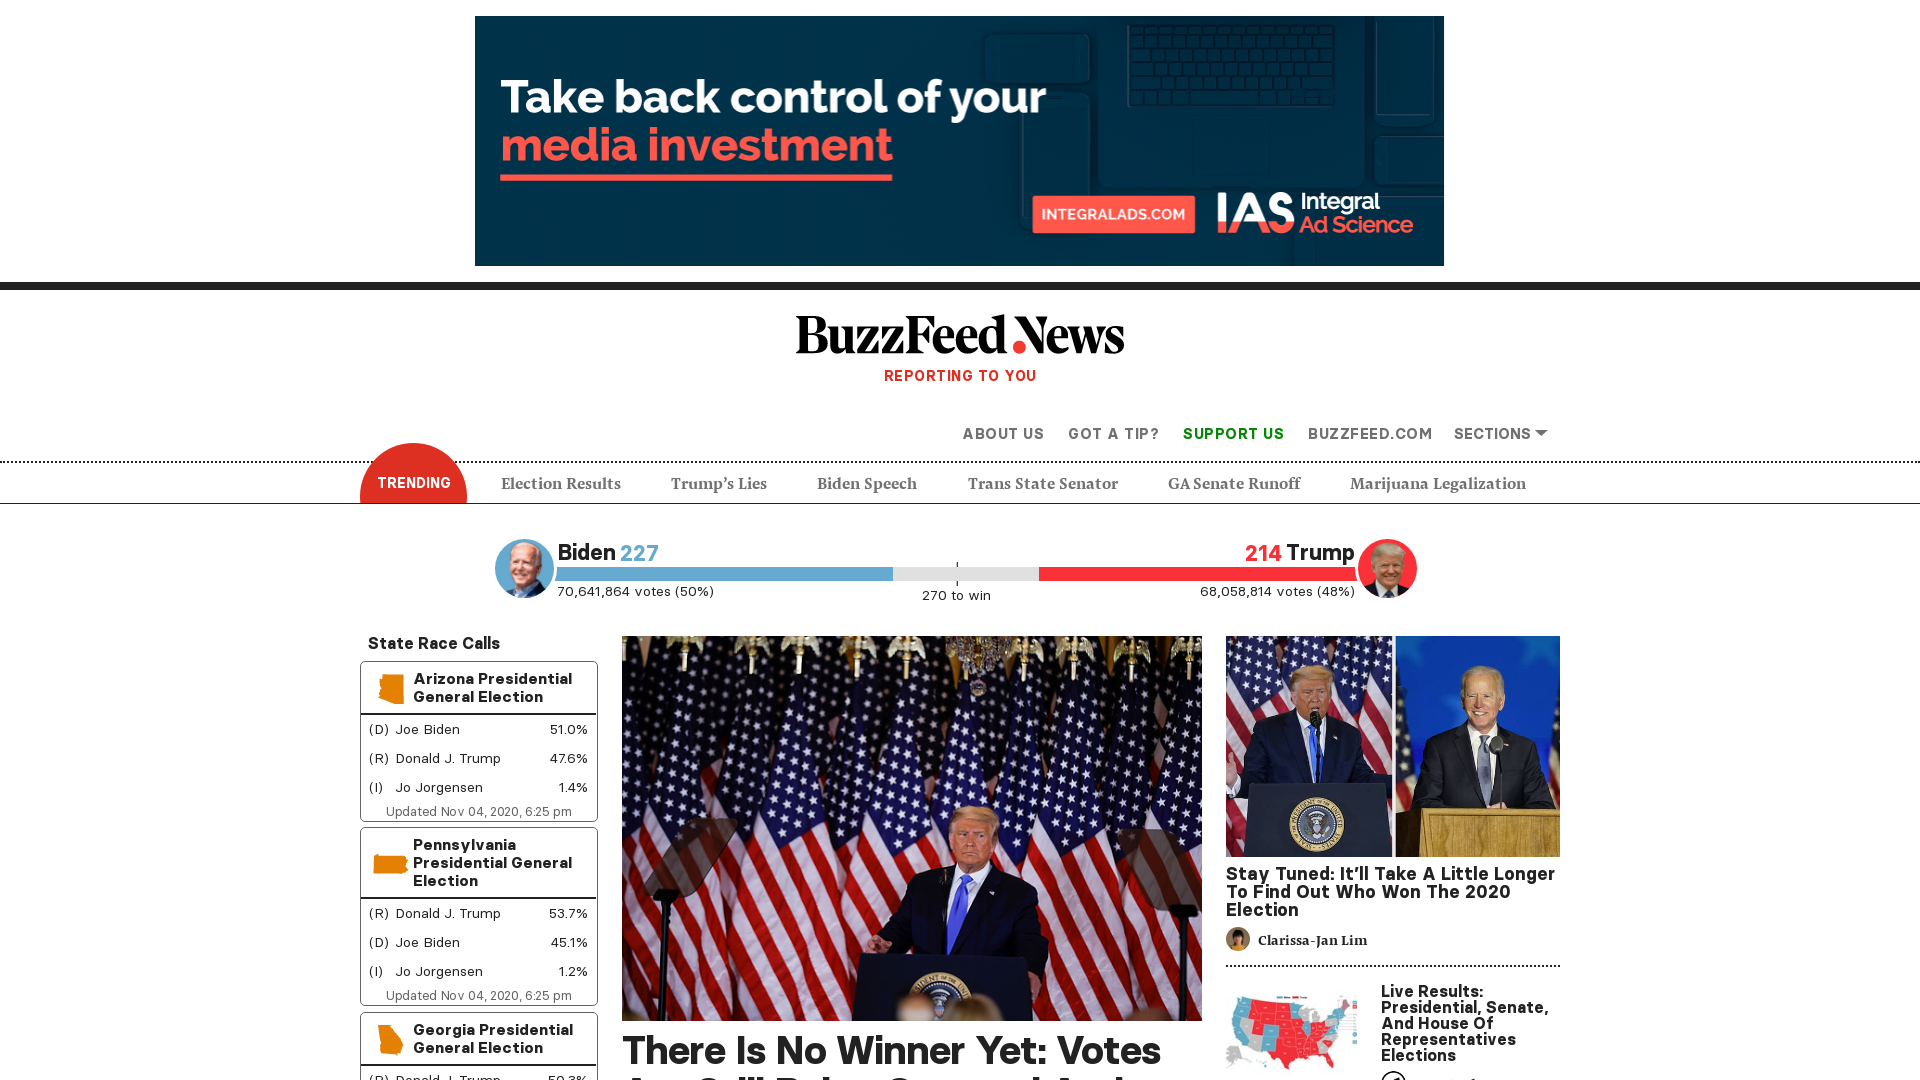 Take back control of your
media investment
INTEGRALADS.COM
IAS Integral
Ad Science
BuzzFeed News
REPORTING TO YOU
ABOUT US GOT A TIP? SUPPORT US BUZZFEED.COM SECTIONS
TRENDING Election Results Trump's Lies Biden Speech Trans State Senator GA Senate Runoff Marijuana Legalization
Biden 227 214 Trump
70,641,864 votes (50%) 270 to win 68,058,814 votes (48%)
State Race Calls
Arizona Presidential
General Election
(D) Joe Biden 51.0%
(R) Donald J. Trump 47.6%
(I) Jo Jorgensen 1.4%
Updated Nov 04, 2020, 6:25 pm
Pennsylvania
Presidential General
Election
(R) Donald J. Trump 53.7%
(D) Joe Biden 45.1%
(I) Jo Jorgensen 1.2%
Updated Nov 04, 2020, 6:25 pm
Georgia Presidential
General Election
(R) Donald J. Trump 50.3%
There Is No Winner Yet: Votes
Stay Tuned: It'll Take A Little Longer
To Find Out Who Won The 2020
Election
Clarissa-Jan Lim
Live Results:
Presidential, Senate,
And House Of
Representatives
Elections